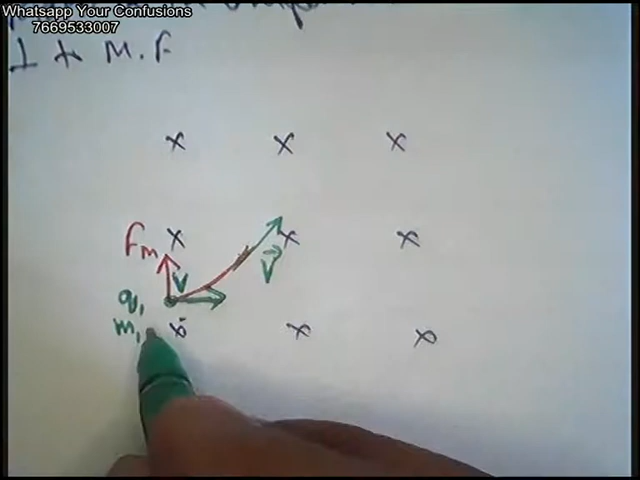 Whatsapp Your Confusions
7669533007
⊥ to M.F
x x x
Fm x x x
v v
q1
m1 x x x